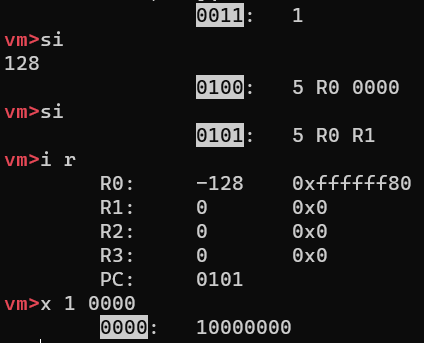 0011: 1
vm>si
128
0100: 5 R0 0000
vm>si
0101: 5 R0 R1
vm>i r
R0: -128 0xffffff80
R1: 0 0x0
R2: 0 0x0
R3: 0 0x0
PC: 0101
vm>x 1 0000
0000: 10000000